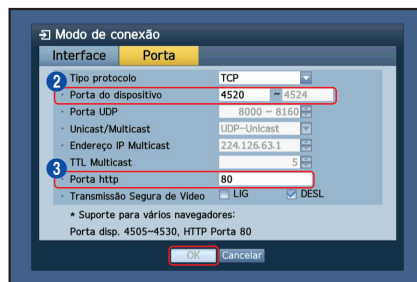 Modo de conexão
Interface Porta
2
· Tipo protocolo TCP
· Porta do dispositivo 4520 ~ 4524
· Porta UDP 8000 ~ 8160
· Unicast/Multicast UDP-Unicast
· Endereço IP Multicast 224.126.63.1
· TTL Multicast 5
3
· Porta http 80
· Transmissão Segura de Vídeo LIG DESL
* Suporte para vários navegadores:
Porta disp. 4505~4530, HTTP Porta 80
OK Cancelar